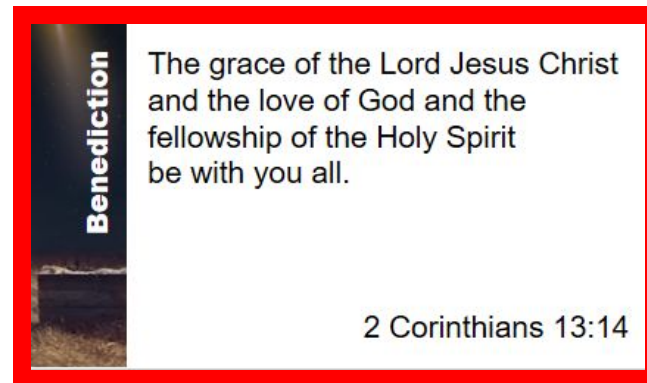 Benediction
The grace of the Lord Jesus Christ
and the love of God and the
fellowship of the Holy Spirit
be with you all.
2 Corinthians 13:14